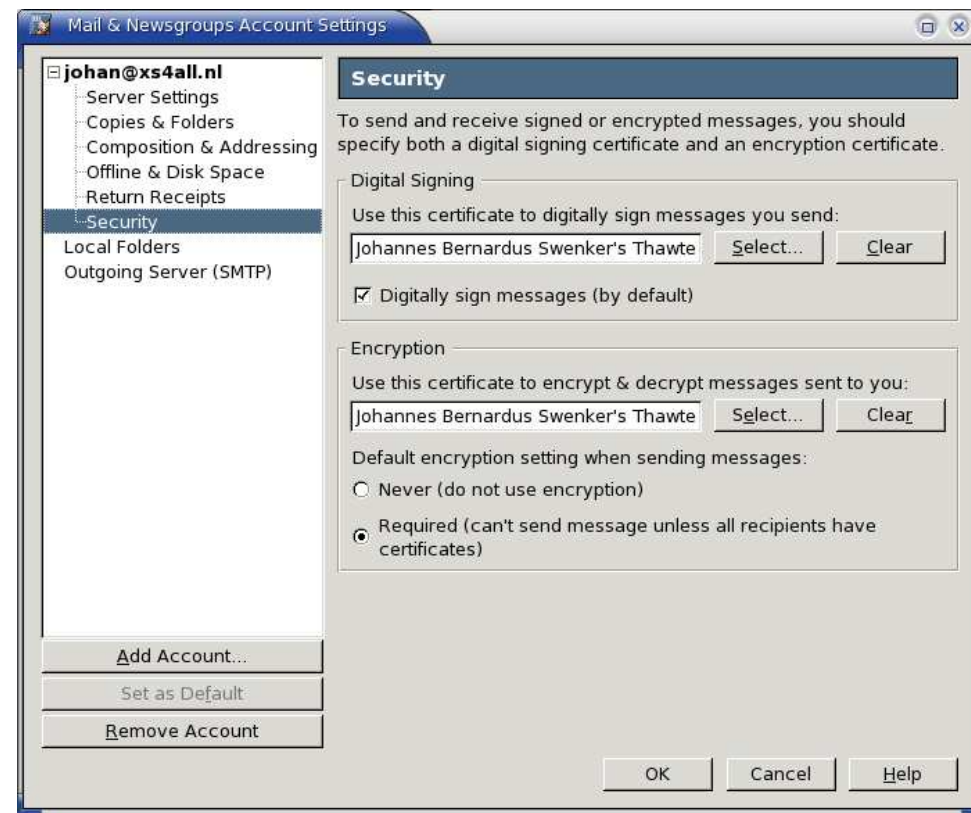 Mail & Newsgroups Account Settings
johan@xs4all.nl
Server Settings
Copies & Folders
Composition & Addressing
Offline & Disk Space
Return Receipts
Security
Local Folders
Outgoing Server (SMTP)
Add Account...
Set as Default
Remove Account
Security
To send and receive signed or encrypted messages, you should
specify both a digital signing certificate and an encryption certificate.
Digital Signing
Use this certificate to digitally sign messages you send:
Johannes Bernardus Swenker's Thawte Select... Clear
Digitally sign messages (by default)
Encryption
Use this certificate to encrypt & decrypt messages sent to you:
Johannes Bernardus Swenker's Thawte Select... Clear
Default encryption setting when sending messages:
Never (do not use encryption)
Required (can't send message unless all recipients have
certificates)
OK Cancel Help